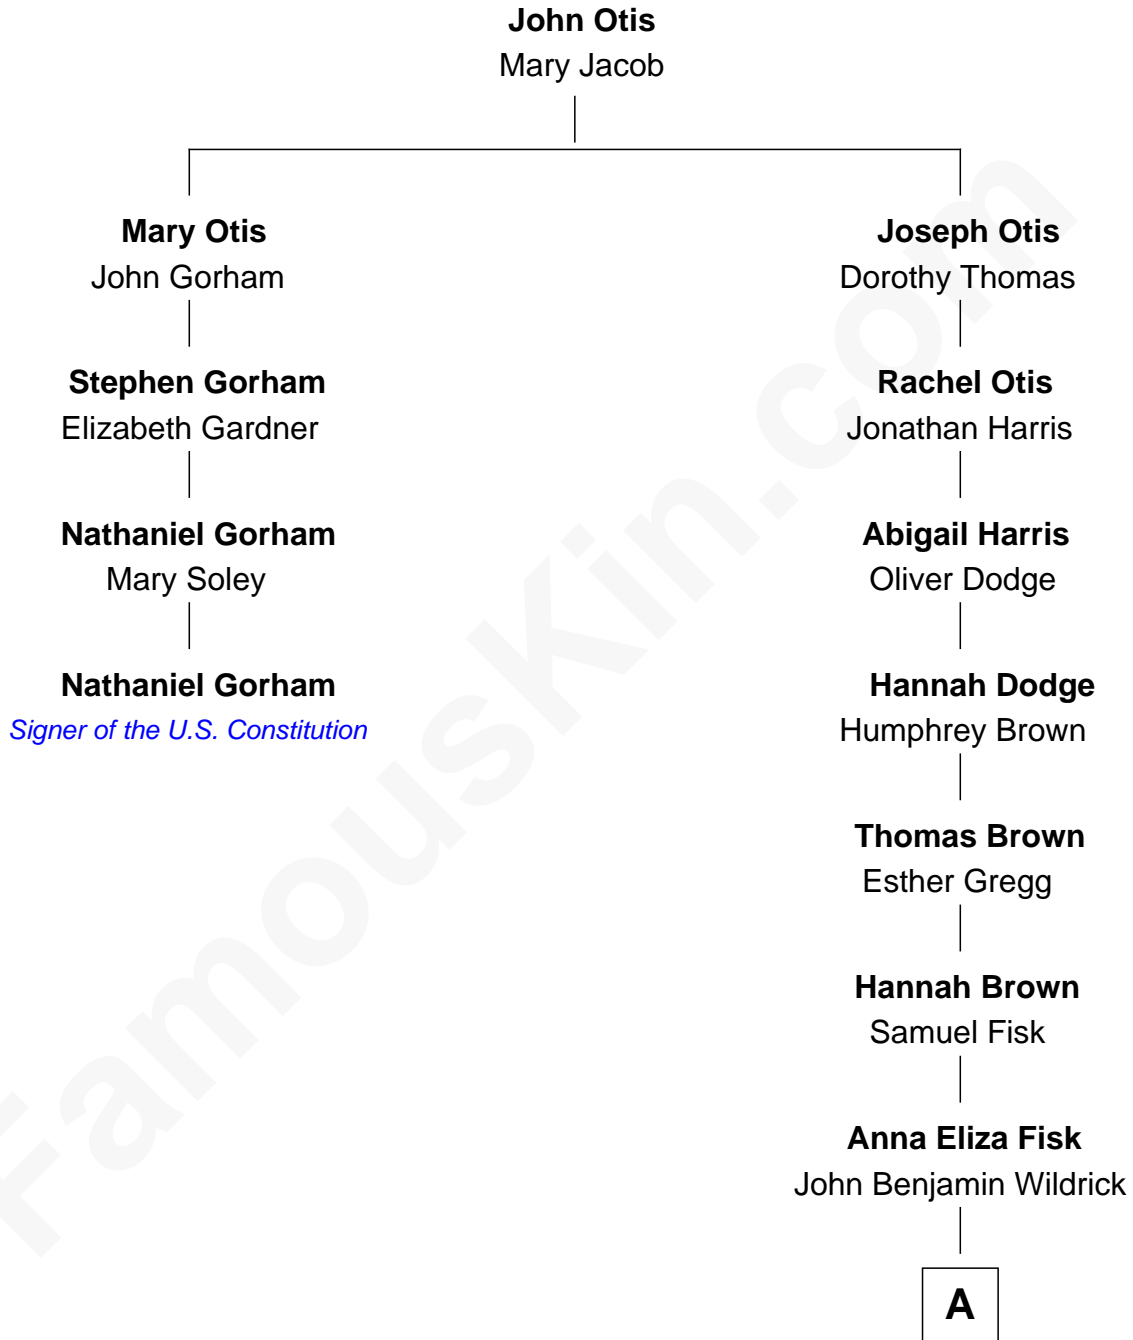 John Otis
Mary Jacob
Mary Otis
John Gorham
Joseph Otis
Dorothy Thomas
Stephen Gorham
Elizabeth Gardner
Rachel Otis
Jonathan Harris
Nathaniel Gorham
Mary Soley
Abigail Harris
Oliver Dodge
Nathaniel Gorham
Signer of the U.S. Constitution
Hannah Dodge
Humphrey Brown
Thomas Brown
Esther Gregg
Hannah Brown
Samuel Fisk
Anna Eliza Fisk
John Benjamin Wildrick
A
FamousKin.com